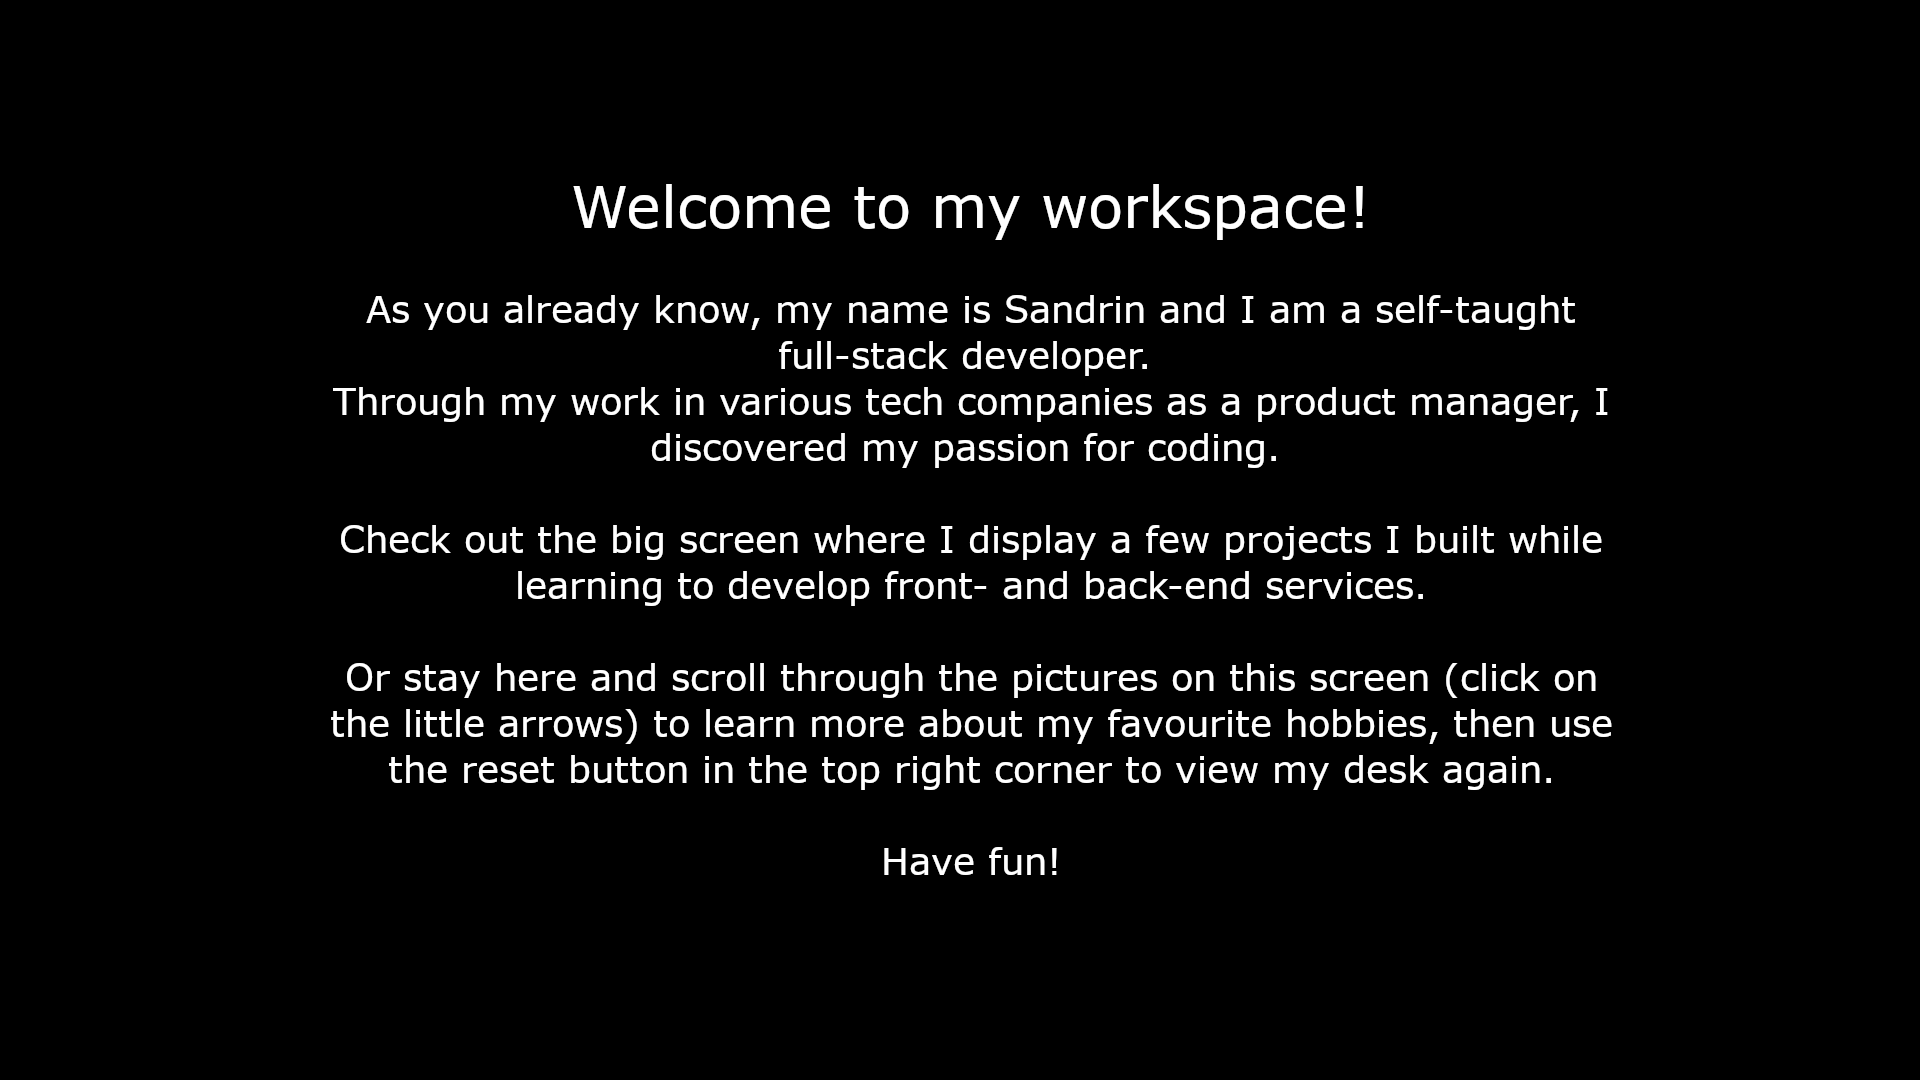 Welcome to my workspace!
As you already know, my name is Sandrin and I am a self-taught
full-stack developer.
Through my work in various tech companies as a product manager, I
discovered my passion for coding.
Check out the big screen where I display a few projects I built while
learning to develop front- and back-end services.
Or stay here and scroll through the pictures on this screen (click on
the little arrows) to learn more about my favourite hobbies, then use
the reset button in the top right corner to view my desk again.
Have fun!